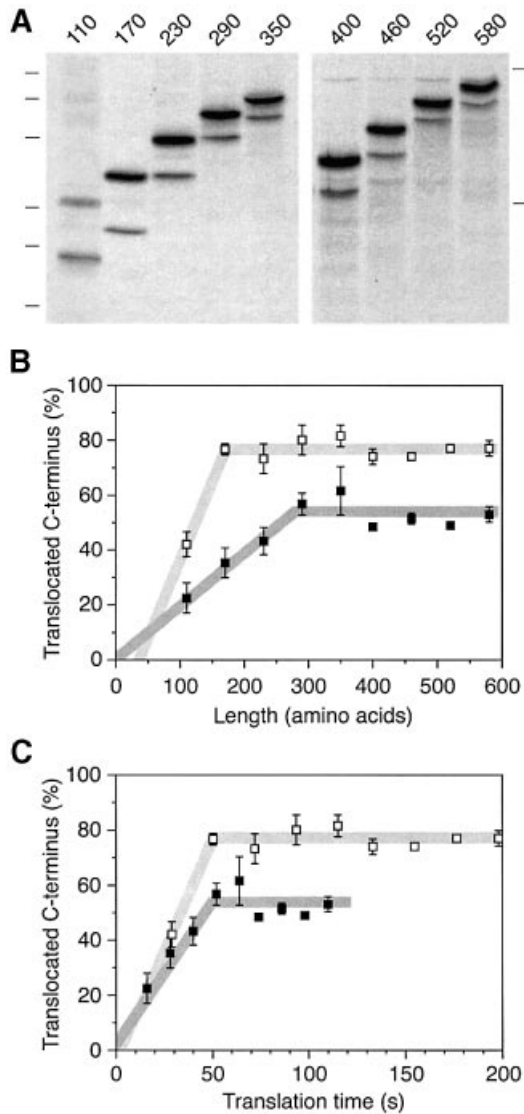 A
110 170 230 290 350 400 460 520 580
B
Translocated C-terminus (%)
100
80
60
40
20
0
0 100 200 300 400 500 600
Length (amino acids)
C
Translocated C-terminus (%)
100
80
60
40
20
0
0 50 100 150 200
Translation time (s)